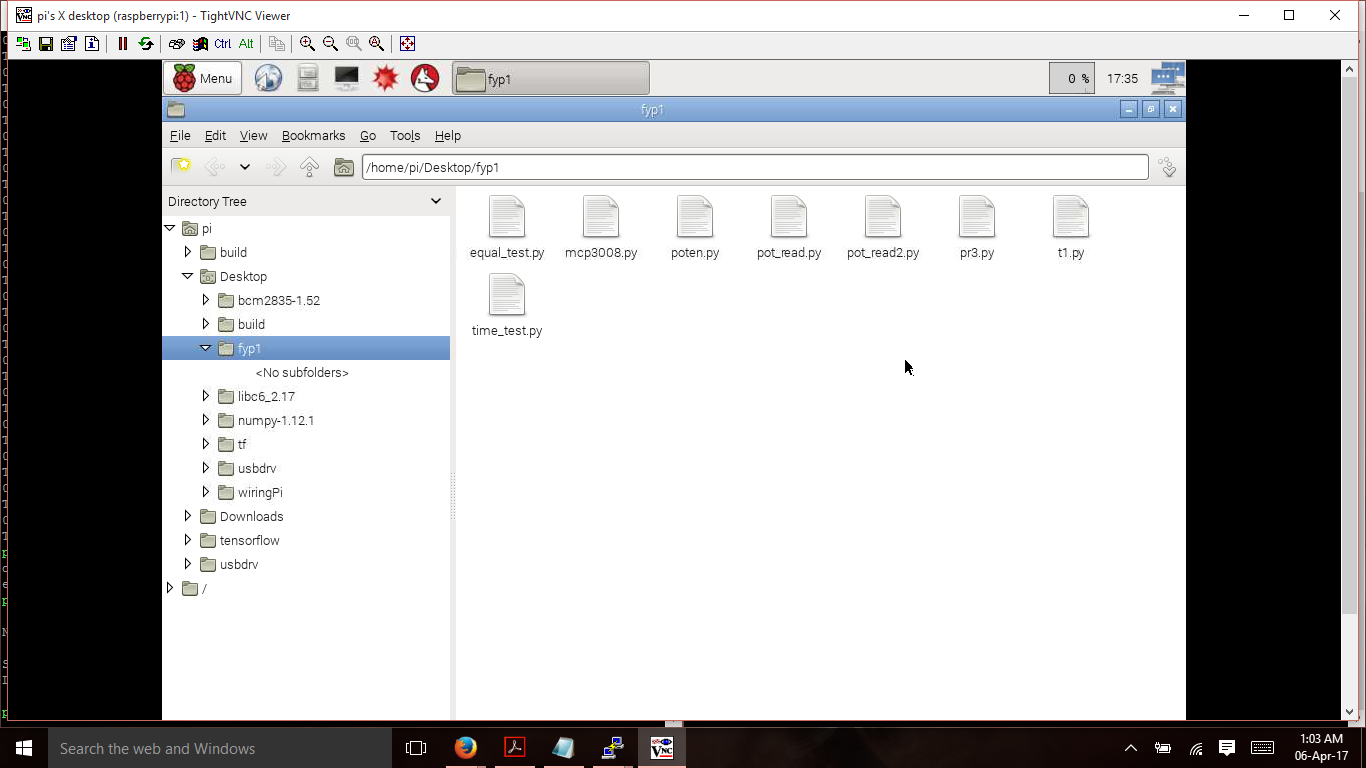 pi's X desktop (raspberrypi:1) - TightVNC Viewer
Ctrl Alt
Menu fyp1 0 % 17:35
fyp1
File Edit View Bookmarks Go Tools Help
/home/pi/Desktop/fyp1
Directory Tree
pi
build
Desktop
bcm2835-1.52
build
fyp1
<No subfolders>
libc6_2.17
numpy-1.12.1
tf
usbdrv
wiringPi
Downloads
tensorflow
usbdrv
/
equal_test.py mcp3008.py poten.py pot_read.py pot_read2.py pr3.py t1.py
time_test.py
Search the web and Windows
1:03 AM
06-Apr-17